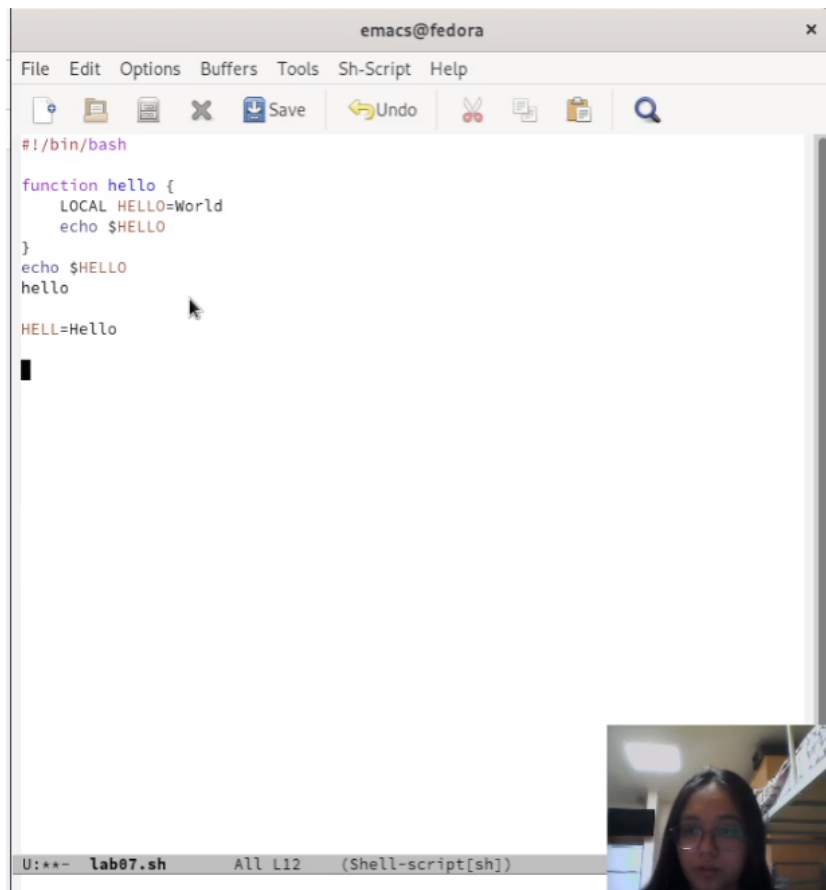 emacs@fedora
File Edit Options Buffers Tools Sh-Script Help
Save Undo
#!/bin/bash
function hello {
    LOCAL HELLO=World
    echo $HELLO
}
echo $HELLO
hello
HELL=Hello
U:**- lab07.sh All L12 (Shell-script[sh])